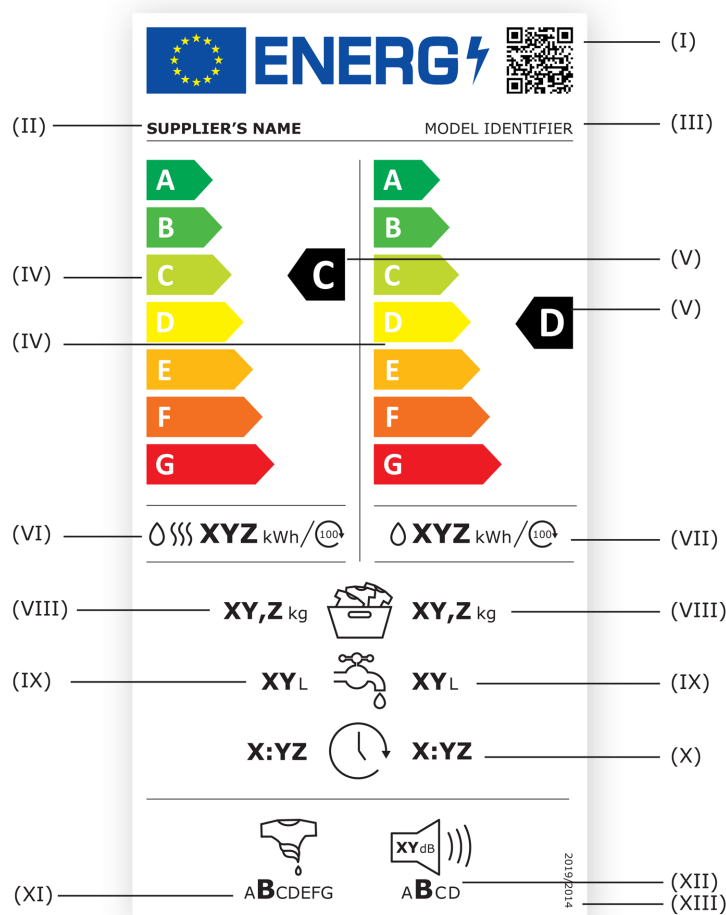 ENERG
(I)
(II)
SUPPLIER'S NAME
MODEL IDENTIFIER
(III)
A
A
B
B
(IV)
C
C
C
(V)
(IV)
D
D
D
(V)
E
E
F
F
G
G
(VI)
XYZ kWh/100
XYZ kWh/100
(VII)
(VIII)
XY,Z kg
XY,Z kg
(VIII)
(IX)
XY L
XY L
(IX)
X:YZ
X:YZ
(X)
XY dB
(XI)
ABCDEFG
ABCD
(XII)
2019/2014
(XIII)